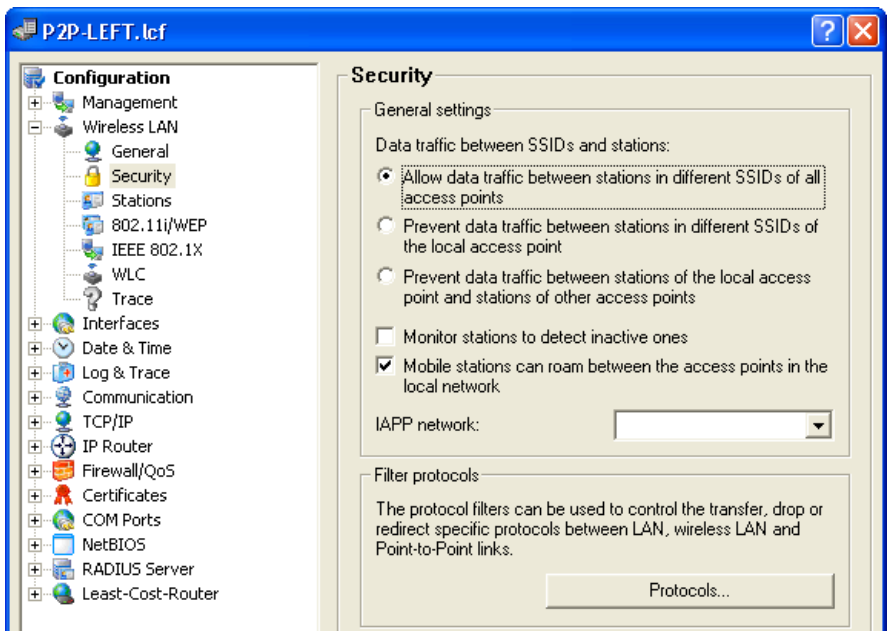 P2P-LEFT.lcf
Configuration
Management
Wireless LAN
General
Security
Stations
802.11i/WEP
IEEE 802.1X
WLC
Trace
Interfaces
Date & Time
Log & Trace
Communication
TCP/IP
IP Router
Firewall/QoS
Certificates
COM Ports
NetBIOS
RADIUS Server
Least-Cost-Router
Security
General settings
Data traffic between SSIDs and stations:
Allow data traffic between stations in different SSIDs of all
access points
Prevent data traffic between stations in different SSIDs of
the local access point
Prevent data traffic between stations of the local access
point and stations of other access points
Monitor stations to detect inactive ones
Mobile stations can roam between the access points in the
local network
IAPP network:
Filter protocols
The protocol filters can be used to control the transfer, drop or
redirect specific protocols between LAN, wireless LAN and
Point-to-Point links.
Protocols...